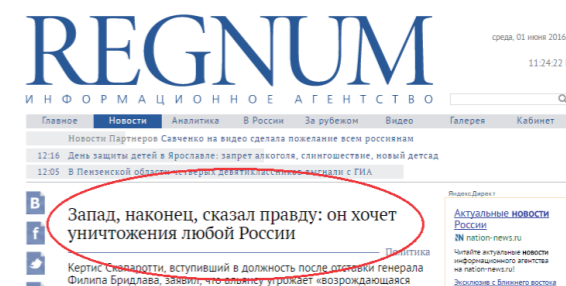 REGNUM
среда, 01 июня 2016
11:24:22
ИНФОРМАЦИОННОЕ АГЕНТСТВО
Главное Новости Аналитика В России За рубежом Видео Галерея Кабинет
Новости Партнеров Савченко на видео сделала пожелание всем россиянам
12:16 День защиты детей в Ярославле: запрет алкоголя, слингошествие, новый детсад
12:05 В Пензенской области четверых девятиклассников выгнали с ГИА
Яндекс.Директ
В
f
Запад, наконец, сказал правду: он хочет
уничтожения любой России
Политика
Кертис Скапаротти, вступивший в должность после отставки генерала
Филипа Бридлава, заявил, что альянсу угрожает «возрождающаяся
Актуальные новости
России
nation-news.ru
Читайте актуальные новости
информационного агентства
на nation-news.ru!
Эксклюзив с Ближнего востока